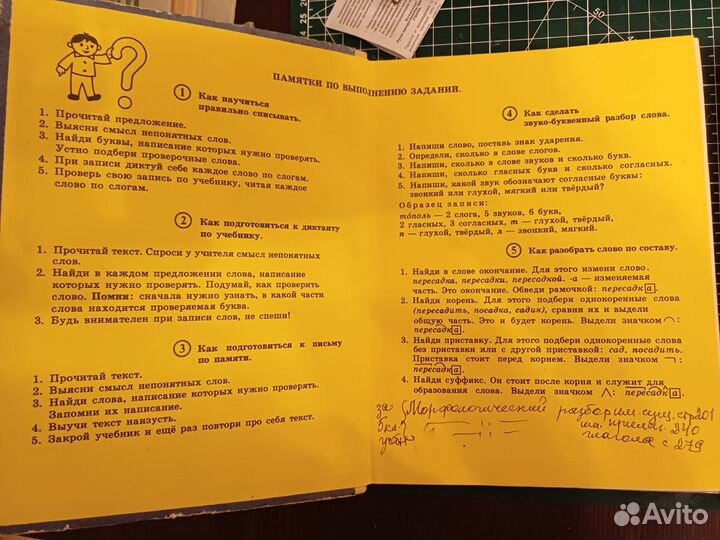 ПАМЯТКИ ПО ВЫПОЛНЕНИЮ ЗАДАНИЙ.
1 Как научиться
правильно списывать.
1. Прочитай предложение.
2. Выясни смысл непонятных слов.
3. Найди буквы, написание которых нужно проверять.
Устно подбери проверочные слова.
4. При записи диктуй себе каждое слово по слогам.
5. Проверь свою запись по учебнику, читая каждое
слово по слогам.
2 Как подготовиться к диктанту
по учебнику.
1. Прочитай текст. Спроси у учителя смысл непонятных
слов.
2. Найди в каждом предложении слова, написание
которых нужно проверять. Подумай, как проверить
слово. Помни: сначала нужно узнать, в какой части
слова находится проверяемая буква.
3. Будь внимателен при записи слов, не спеши!
3 Как подготовиться к письму
по памяти.
1. Прочитай текст.
2. Выясни смысл непонятных слов.
3. Найди слова, написание которых нужно проверять.
Запомни их написание.
4. Выучи текст наизусть.
5. Закрой учебник и ещё раз повтори про себя текст.
4 Как сделать
звуко-буквенный разбор слова.
1. Напиши слово, поставь знак ударения.
2. Определи, сколько в слове слогов.
3. Напиши, сколько в слове звуков и сколько букв.
4. Напиши, сколько гласных букв и сколько согласных.
5. Напиши, какой звук обозначают согласные буквы:
звонкий или глухой, мягкий или твёрдый?
Образец записи:
то́поль — 2 слога, 5 звуков, 6 букв,
2 гласных, 3 согласных, т — глухой, твёрдый,
п — глухой, твёрдый, л — звонкий, мягкий.
5 Как разобрать слово по составу.
1. Найди в слове окончание. Для этого измени слово.
пересадка, пересадки, пересадкой. -а — изменяемая
часть. Это окончание. Обведи рамочкой: пересадка.
2. Найди корень. Для этого подбери однокоренные слова
(пересадить, посадка, садик), сравни их и выдели
общую часть. Это и будет корень. Выдели значком ⌒:
пересадка.
3. Найди приставку. Для этого подбери однокоренные слова
без приставки или с другой приставкой: сад, посадить.
Приставка стоит перед корнем. Выдели значком ¬:
пересадка.
4. Найди суффикс. Он стоит после корня и служит для
образования слова. Выдели значком ∧: пересадка.
Морфологический разбор им. сущ. стр 201
им. прилаг. 240
глагола с 279
Avito